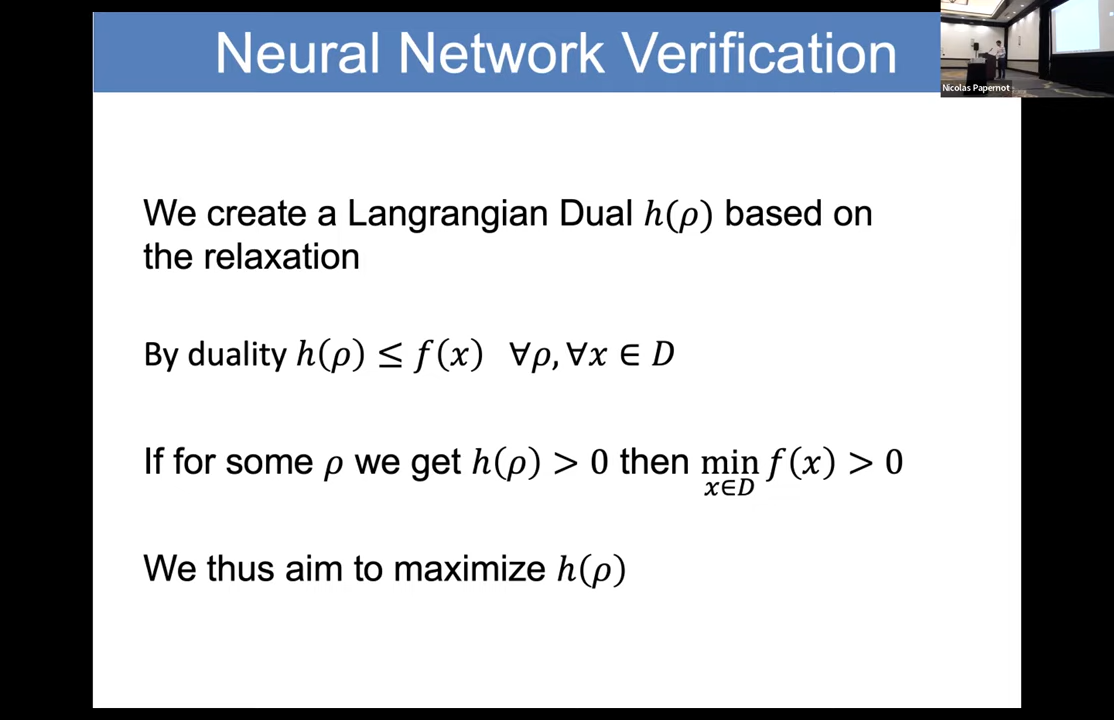 Neural Network Verification
Nicolas Papernot
We create a Langrangian Dual ℎ(𝜌) based on
the relaxation
By duality ℎ(𝜌) ≤ 𝑓(𝑥) ∀𝜌, ∀𝑥 ∈ 𝐷
If for some 𝜌 we get ℎ(𝜌) > 0 then min 𝑓(𝑥) > 0
𝑥∈𝐷
We thus aim to maximize ℎ(𝜌)